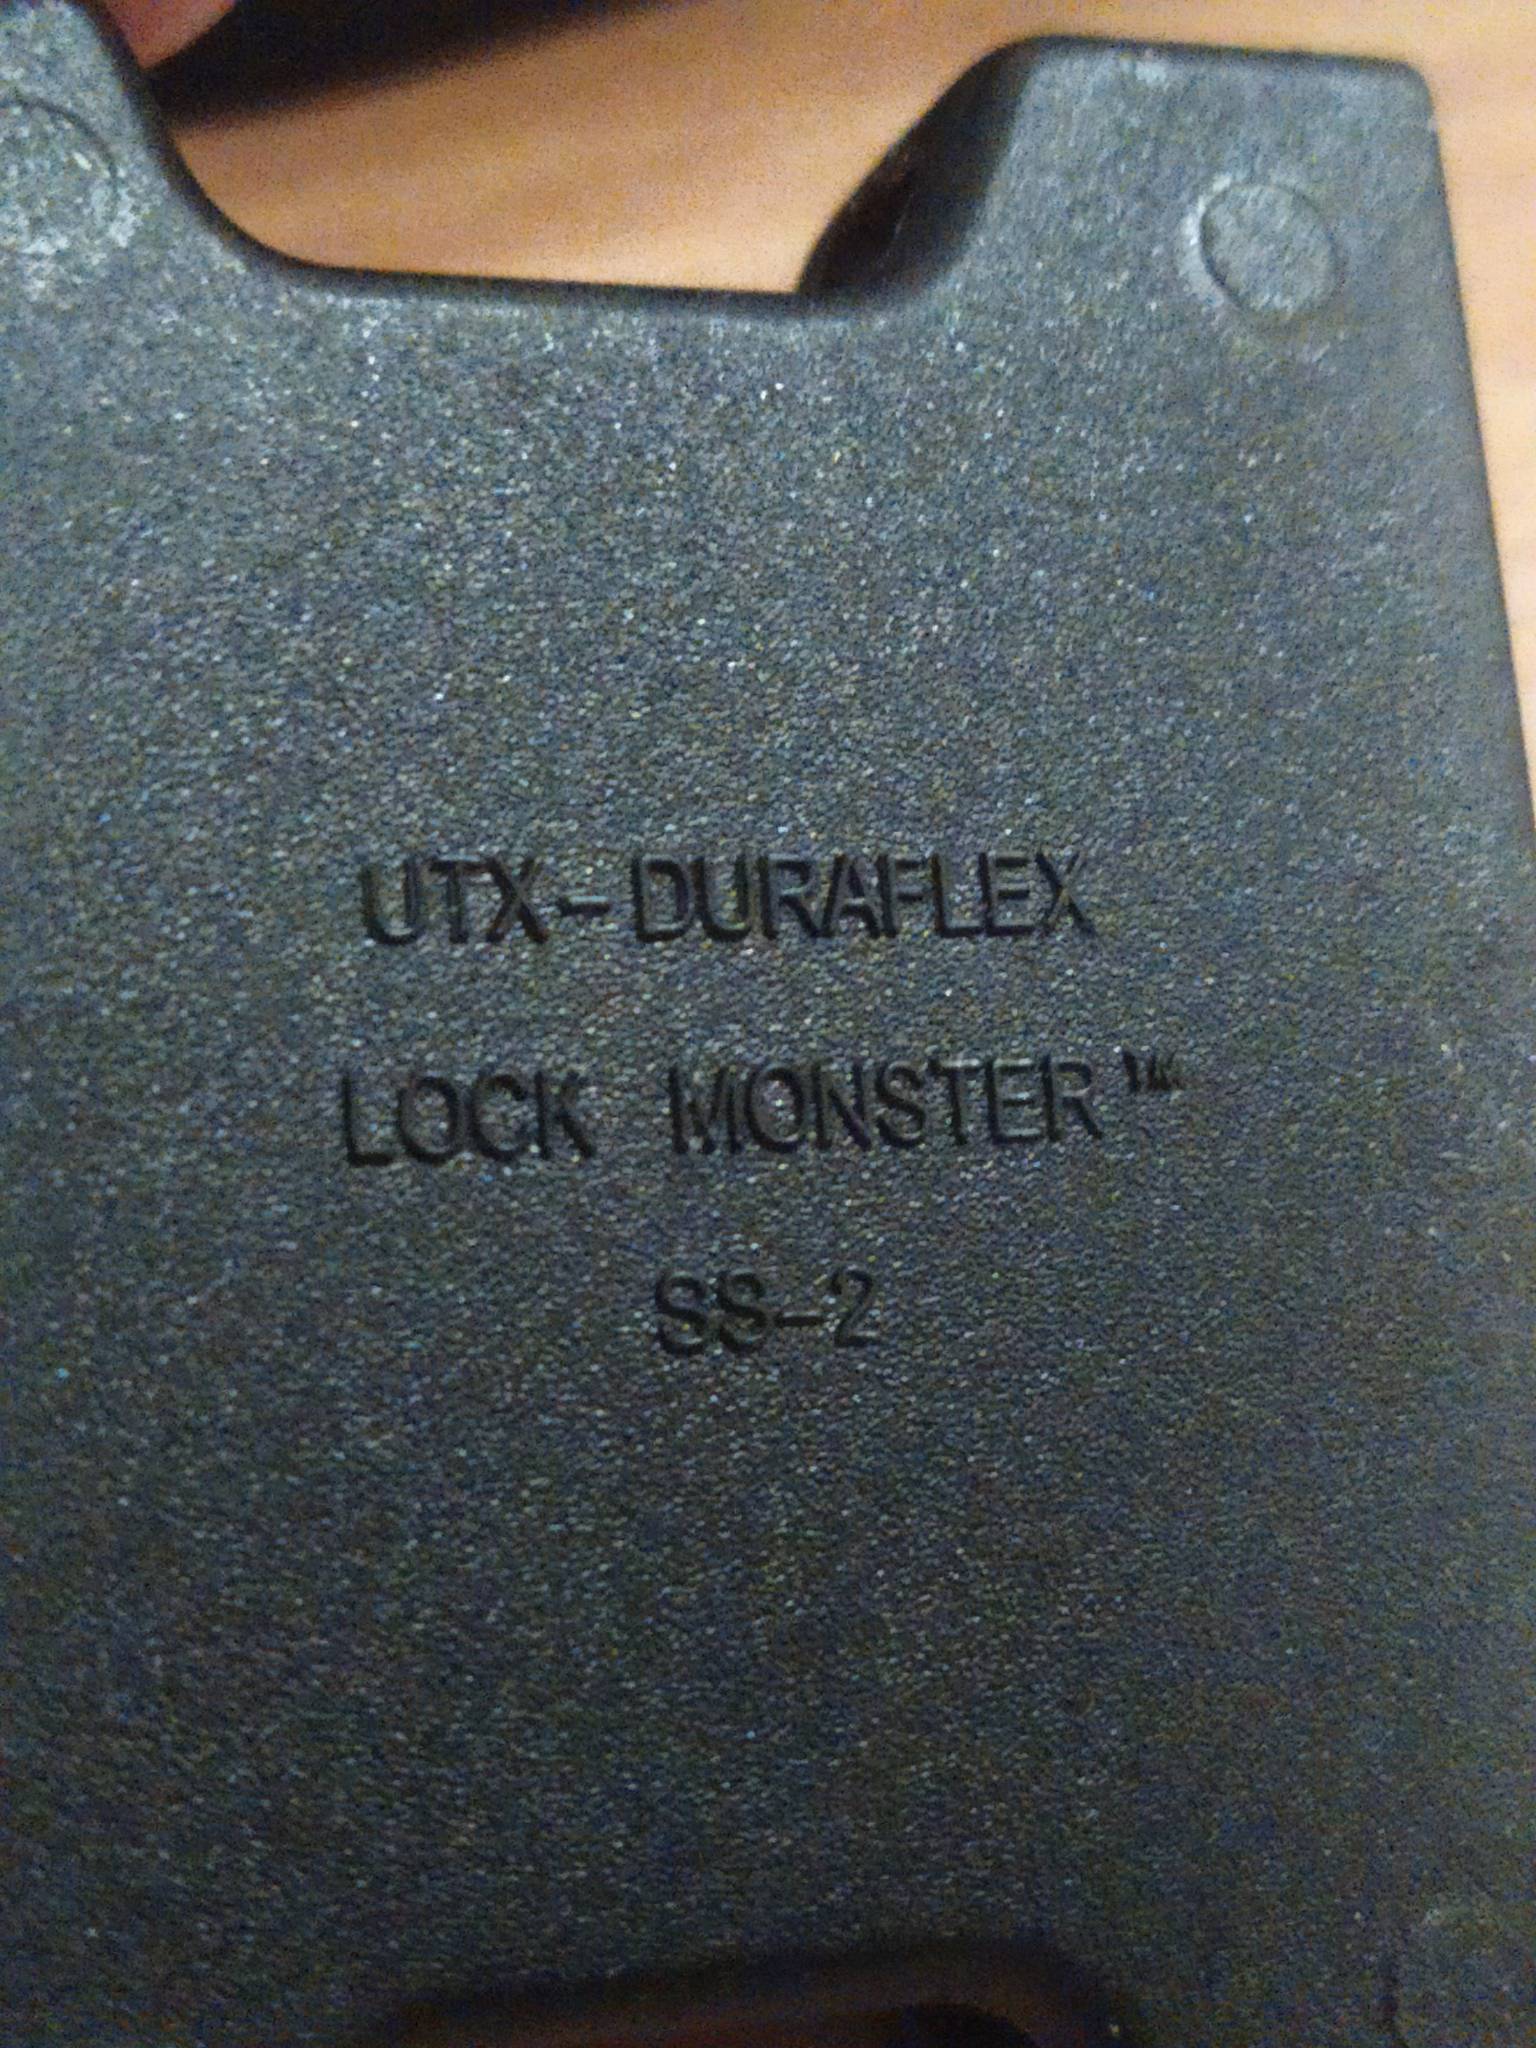 UTX-DURAFLEX
LOCK MONSTER™
SS-2